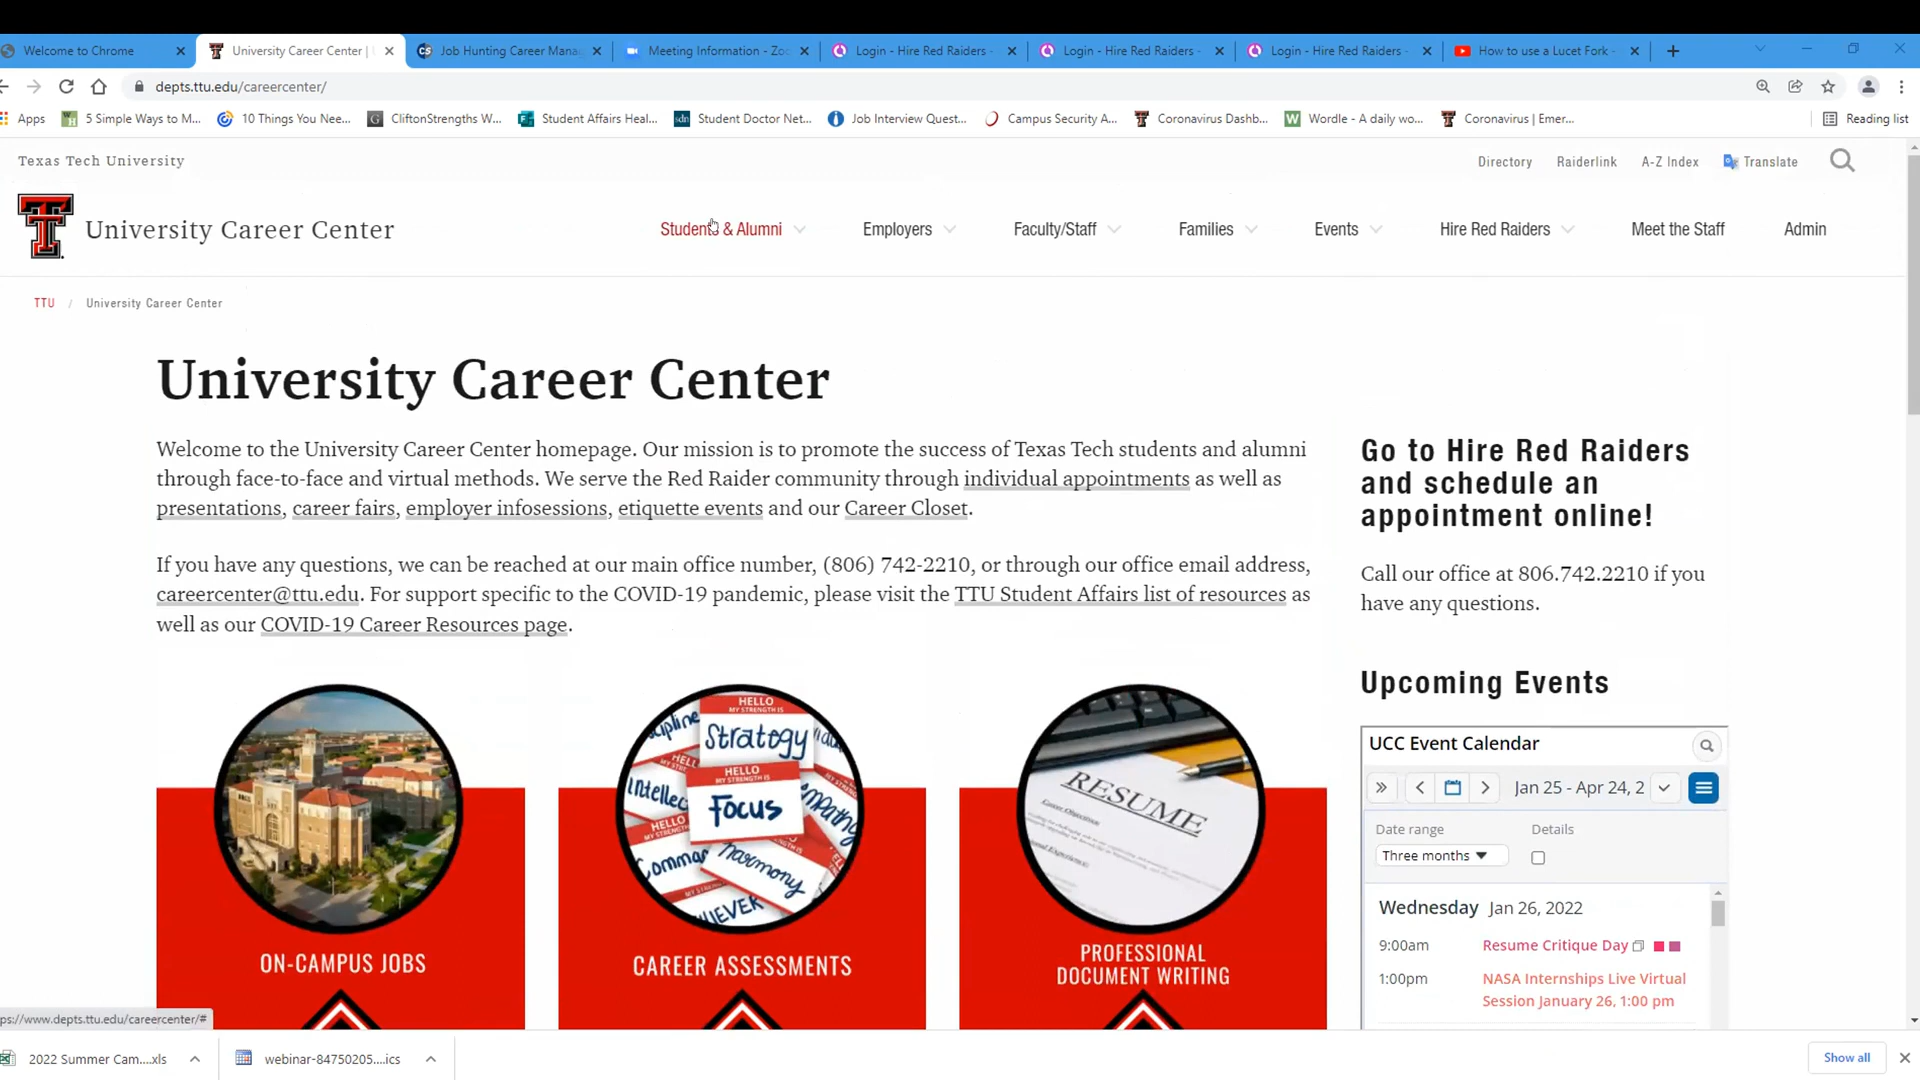 Welcome to Chrome
University Career Center |
Job Hunting Career Mana
Meeting Information - Zoo
Login - Hire Red Raiders -
Login - Hire Red Raiders -
Login - Hire Red Raiders -
How to use a Lucet Fork -
depts.ttu.edu/careercenter/
Apps
5 Simple Ways to M...
10 Things You Nee...
CliftonStrengths W...
Student Affairs Heal...
Student Doctor Net...
Job Interview Quest...
Campus Security A...
Coronavirus Dashb...
Wordle - A daily wo...
Coronavirus | Emer...
Reading list
Texas Tech University
Directory
Raiderlink
A-Z Index
Translate
University Career Center
Students & Alumni
Employers
Faculty/Staff
Families
Events
Hire Red Raiders
Meet the Staff
Admin
TTU / University Career Center
University Career Center
Welcome to the University Career Center homepage. Our mission is to promote the success of Texas Tech students and alumni
through face-to-face and virtual methods. We serve the Red Raider community through individual appointments as well as
presentations, career fairs, employer infosessions, etiquette events and our Career Closet.
If you have any questions, we can be reached at our main office number, (806) 742-2210, or through our office email address,
careercenter@ttu.edu. For support specific to the COVID-19 pandemic, please visit the TTU Student Affairs list of resources as
well as our COVID-19 Career Resources page.
Go to Hire Red Raiders
and schedule an
appointment online!
Call our office at 806.742.2210 if you
have any questions.
Upcoming Events
UCC Event Calendar
Jan 25 - Apr 24, 2
Date range
Details
Three months
Wednesday Jan 26, 2022
9:00am Resume Critique Day
1:00pm NASA Internships Live Virtual
Session January 26, 1:00 pm
HELLO
MY STRENGTH IS
Strategy
HELLO
MY STRENGTH IS
Focus
Intellec
HELLO
empathy
Comman
harmony
RESUME
ON-CAMPUS JOBS
CAREER ASSESSMENTS
PROFESSIONAL
DOCUMENT WRITING
ps://www.depts.ttu.edu/careercenter/#
2022 Summer Cam....xls
webinar-84750205....ics
Show all